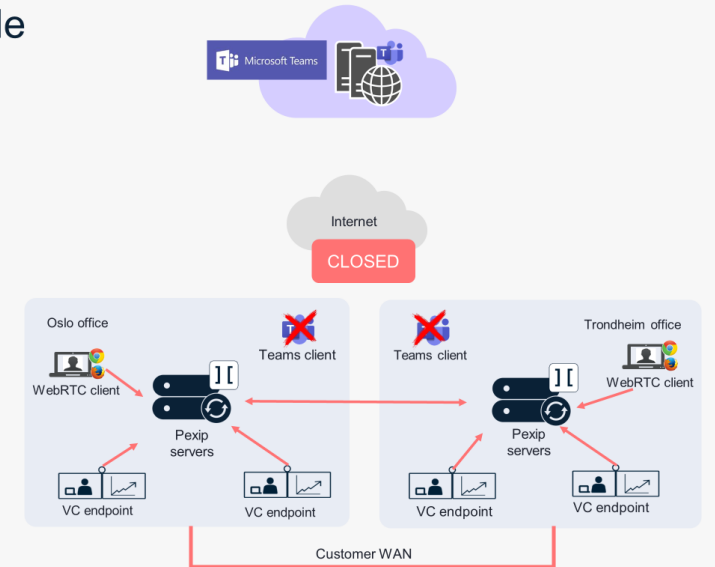 Microsoft Teams
Internet
CLOSED
Oslo office
Teams client
WebRTC client
][
Pexip
servers
VC endpoint
VC endpoint
Teams client
Trondheim office
WebRTC client
][
Pexip
servers
VC endpoint
VC endpoint
Customer WAN